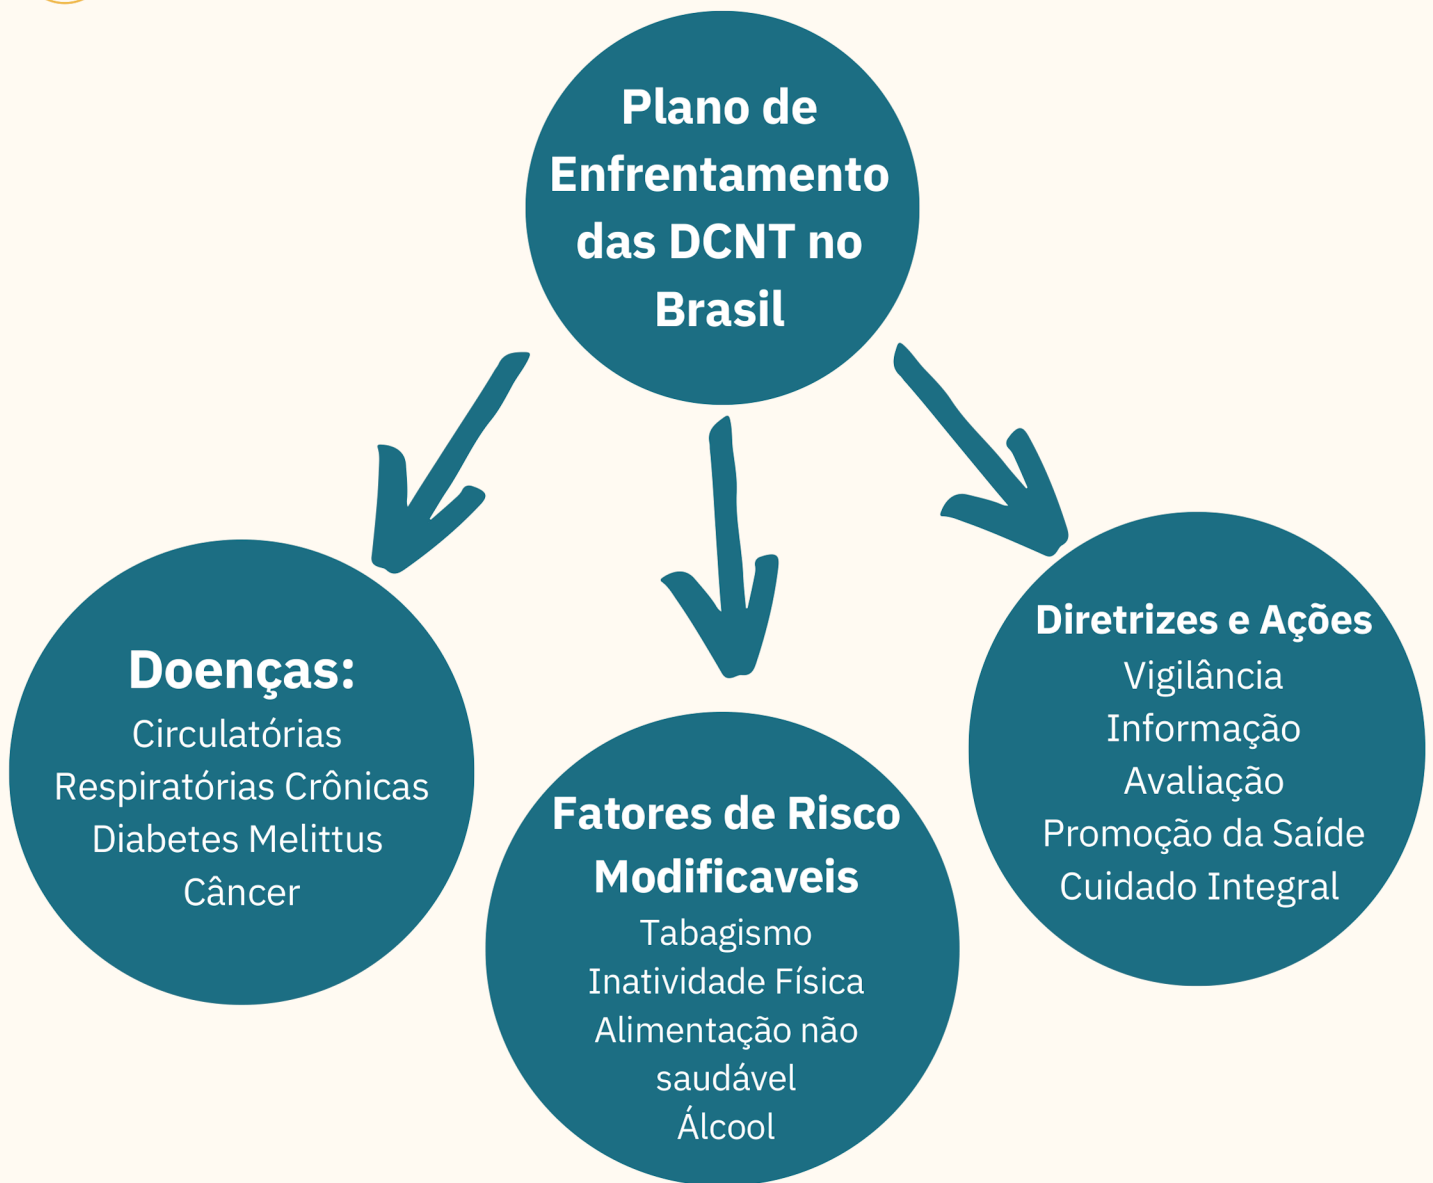 Plano de
Enfrentamento
das DCNT no
Brasil
Doenças:
Circulatórias
Respiratórias Crônicas
Diabetes Melittus
Câncer
Fatores de Risco
Modificaveis
Tabagismo
Inatividade Física
Alimentação não
saudável
Álcool
Diretrizes e Ações
Vigilância
Informação
Avaliação
Promoção da Saúde
Cuidado Integral